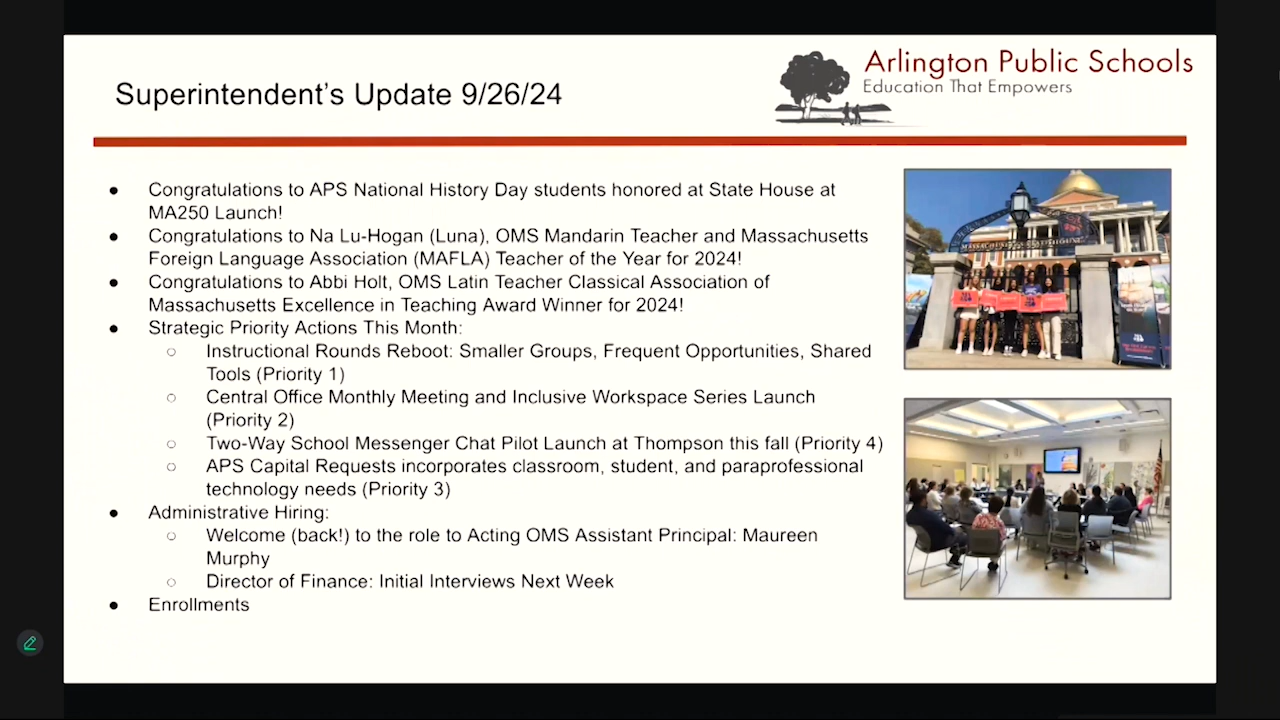 Superintendent's Update 9/26/24
Arlington Public Schools
Education That Empowers
● Congratulations to APS National History Day students honored at State House at
MA250 Launch!
● Congratulations to Na Lu-Hogan (Luna), OMS Mandarin Teacher and Massachusetts
Foreign Language Association (MAFLA) Teacher of the Year for 2024!
● Congratulations to Abbi Holt, OMS Latin Teacher Classical Association of
Massachusetts Excellence in Teaching Award Winner for 2024!
● Strategic Priority Actions This Month:
○ Instructional Rounds Reboot: Smaller Groups, Frequent Opportunities, Shared
Tools (Priority 1)
○ Central Office Monthly Meeting and Inclusive Workspace Series Launch
(Priority 2)
○ Two-Way School Messenger Chat Pilot Launch at Thompson this fall (Priority 4)
○ APS Capital Requests incorporates classroom, student, and paraprofessional
technology needs (Priority 3)
● Administrative Hiring:
○ Welcome (back!) to the role to Acting OMS Assistant Principal: Maureen
Murphy
○ Director of Finance: Initial Interviews Next Week
● Enrollments